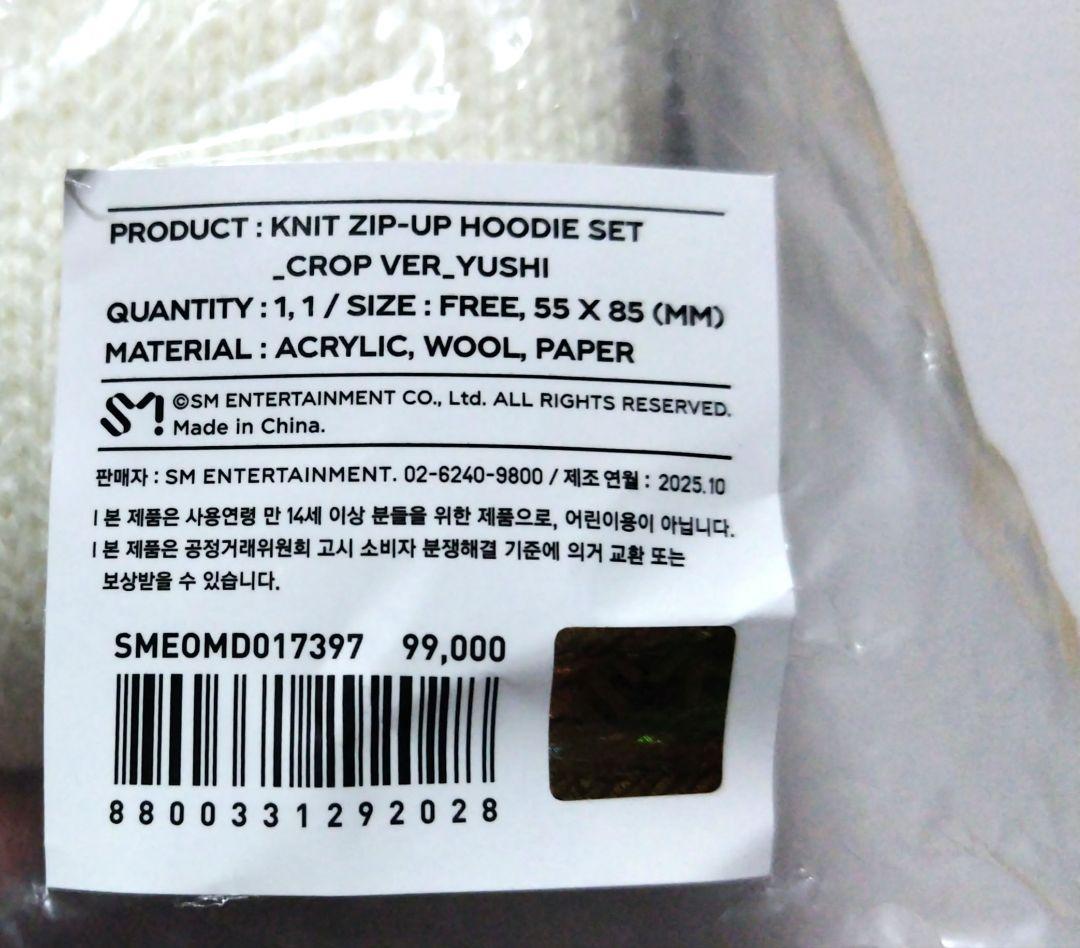 PRODUCT : KNIT ZIP-UP HOODIE SET
_CROP VER_YUSHI
QUANTITY : 1, 1 / SIZE : FREE, 55 X 85 (MM)
MATERIAL : ACRYLIC, WOOL, PAPER
SM! ©SM ENTERTAINMENT CO., Ltd. ALL RIGHTS RESERVED.
Made in China.
판매자 : SM ENTERTAINMENT. 02-6240-9800 / 제조연월 : 2025.10
l 본 제품은 사용연령 만 14세 이상 분들을 위한 제품으로, 어린이용이 아닙니다.
l 본 제품은 공정거래위원회 고시 소비자 분쟁해결 기준에 의거 교환 또는
보상받을 수 있습니다.
SMEOMD017397 99,000
8800331292028